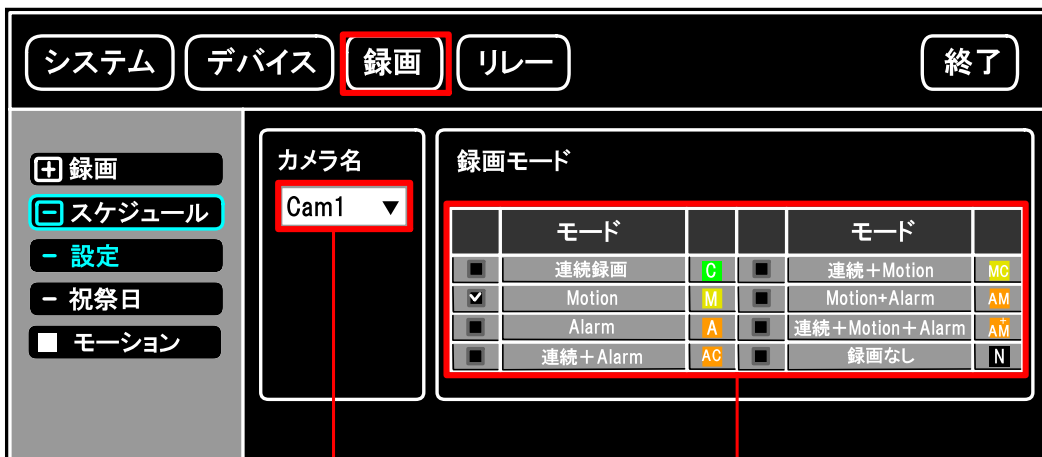 システム デバイス 録画 リレー 終了
録画
スケジュール
- 設定
- 祝祭日
モーション
カメラ名
Cam1 ▼
録画モード
モード モード
連続録画 C 連続+Motion MC
Motion M Motion+Alarm AM
Alarm A 連続+Motion+Alarm AM+
連続+Alarm AC 録画なし N